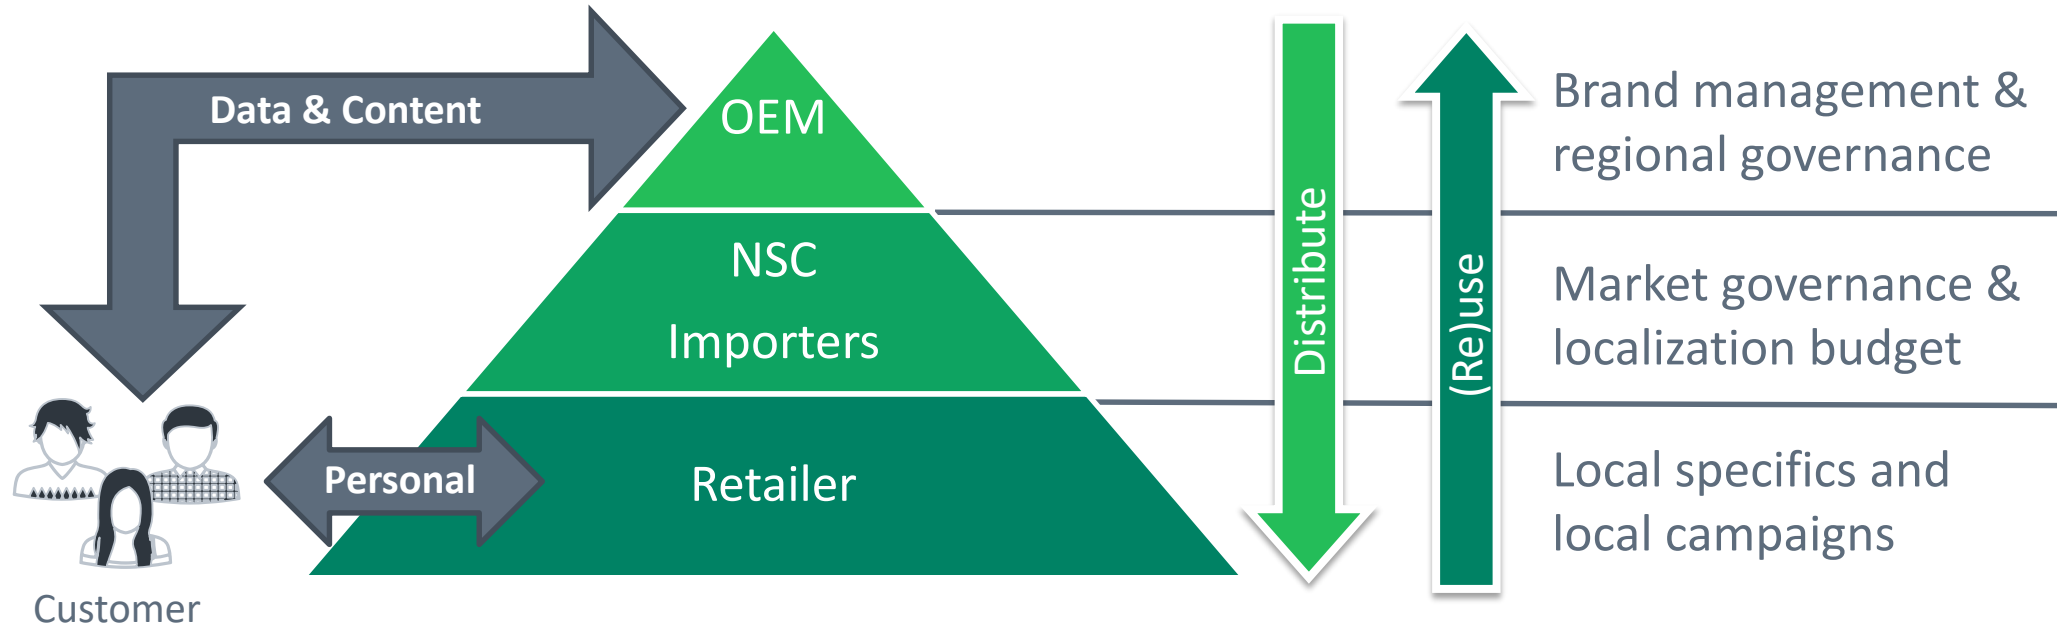 Data & Content
OEM
NSC
Importers
Retailer
Personal
Customer
Distribute
(Re)use
Brand management &
regional governance
Market governance &
localization budget
Local specifics and
local campaigns